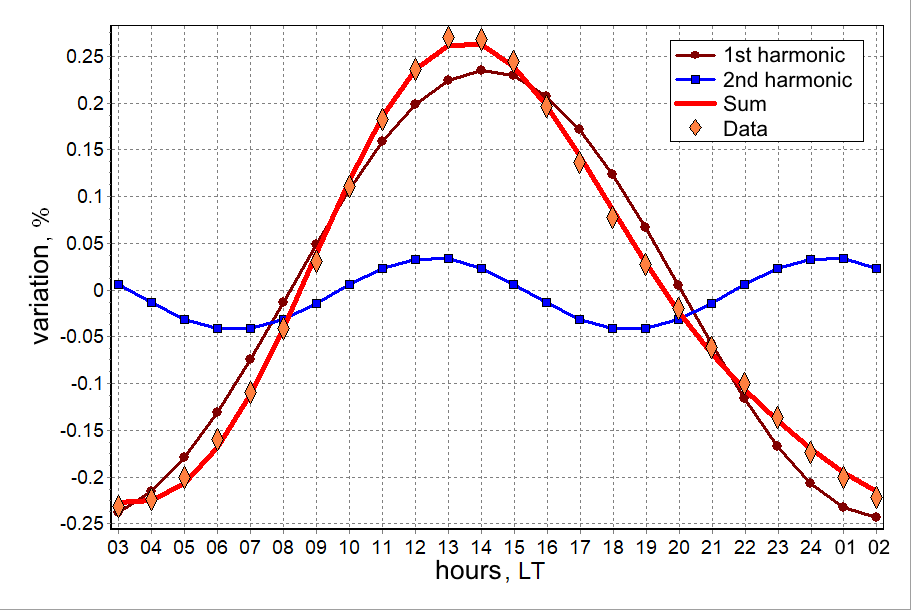 1st harmonic
2nd harmonic
Sum
Data
variation, %
0.25
0.2
0.15
0.1
0.05
0
-0.05
-0.1
-0.15
-0.2
-0.25
03 04 05 06 07 08 09 10 11 12 13 14 15 16 17 18 19 20 21 22 23 24 01 02
hours, LT